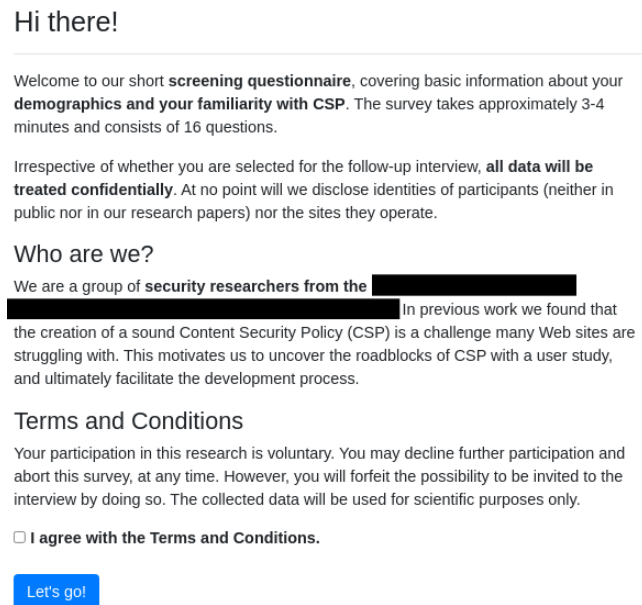 Hi there!
Welcome to our short screening questionnaire, covering basic information about your
demographics and your familiarity with CSP. The survey takes approximately 3-4
minutes and consists of 16 questions.
Irrespective of whether you are selected for the follow-up interview, all data will be
treated confidentially. At no point will we disclose identities of participants (neither in
public nor in our research papers) nor the sites they operate.
Who are we?
We are a group of security researchers from the
In previous work we found that
the creation of a sound Content Security Policy (CSP) is a challenge many Web sites are
struggling with. This motivates us to uncover the roadblocks of CSP with a user study,
and ultimately facilitate the development process.
Terms and Conditions
Your participation in this research is voluntary. You may decline further participation and
abort this survey, at any time. However, you will forfeit the possibility to be invited to the
interview by doing so. The collected data will be used for scientific purposes only.
I agree with the Terms and Conditions.
Let's go!